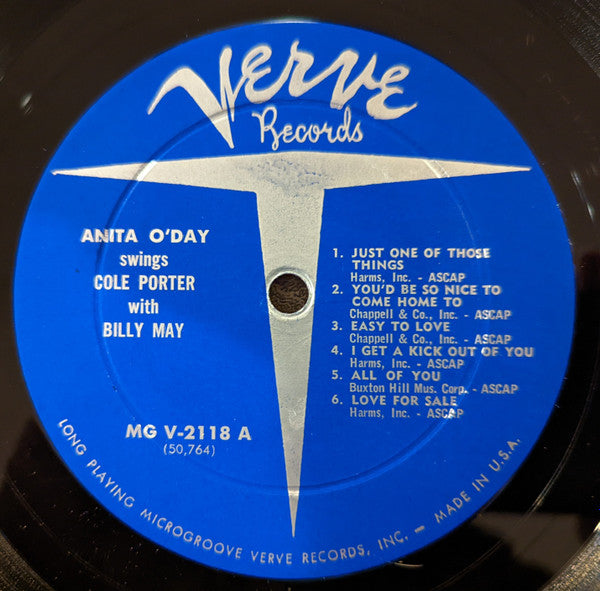 Verve
Records
ANITA O'DAY
swings
COLE PORTER
with
BILLY MAY
MG V-2118 A
(50,764)
1. JUST ONE OF THOSE
THINGS
Harms, Inc. - ASCAP
2. YOU'D BE SO NICE TO
COME HOME TO
Chappell & Co., Inc. - ASCAP
3. EASY TO LOVE
Chappell & Co., Inc. - ASCAP
4. I GET A KICK OUT OF YOU
Harms, Inc. - ASCAP
5. ALL OF YOU
Buxton Hill Mus. Corp. - ASCAP
6. LOVE FOR SALE
Harms, Inc. - ASCAP
LONG PLAYING MICROGROOVE VERVE RECORDS, INC. — MADE IN U.S.A.